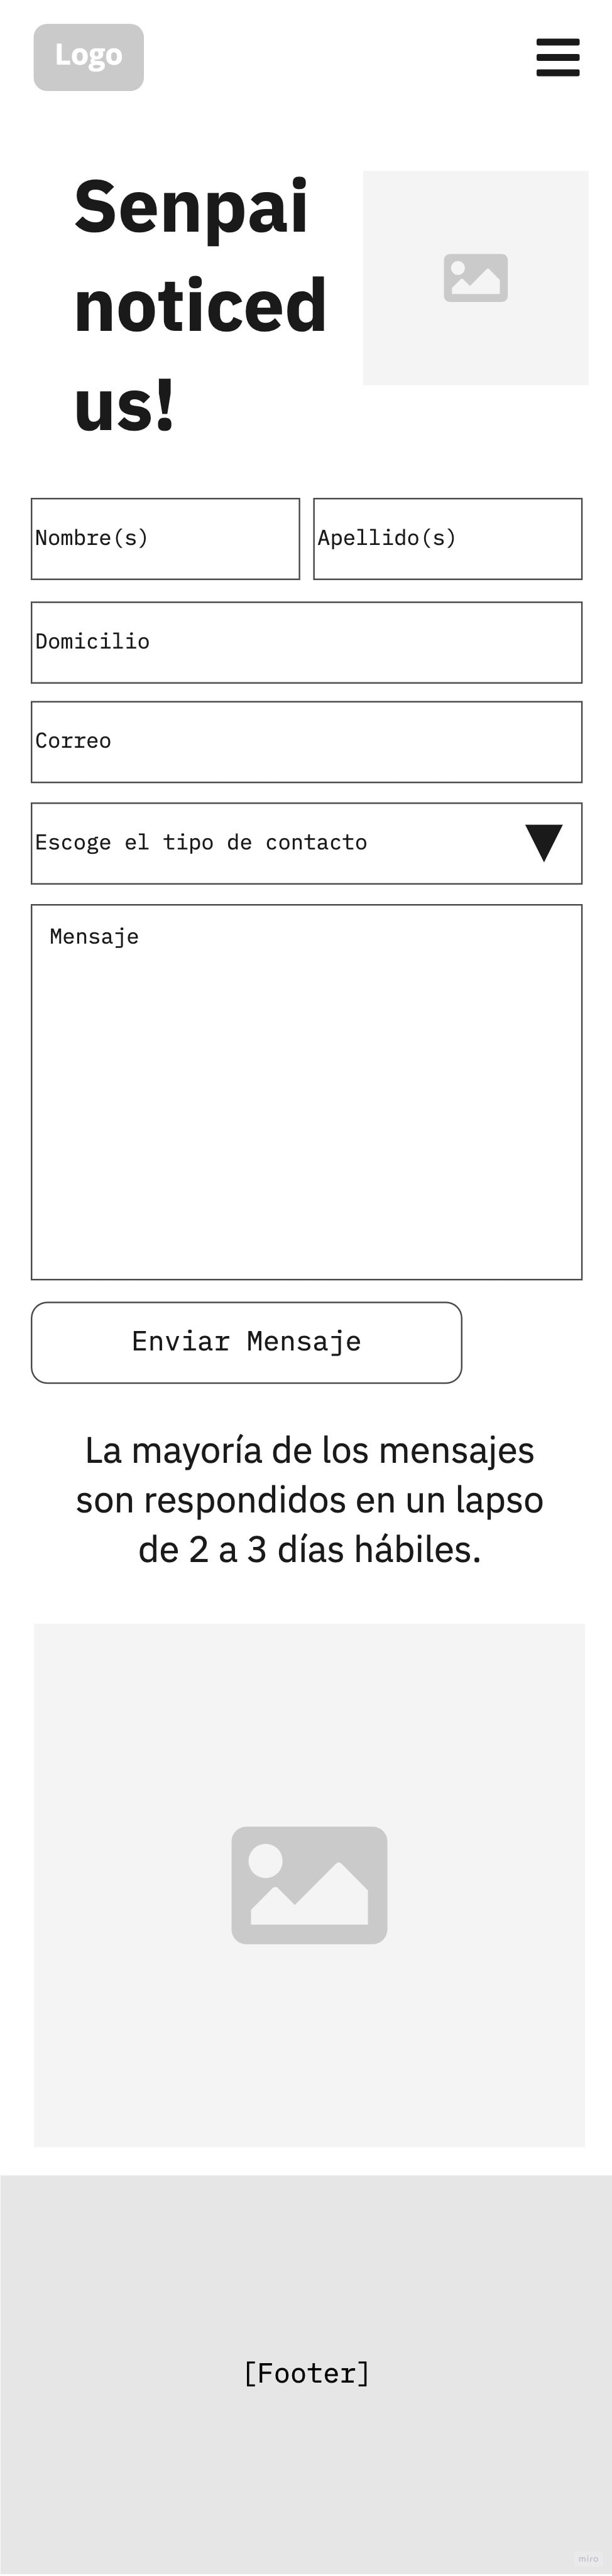 Logo
Senpai
noticed
us!
Nombre(s)
Apellido(s)
Domicilio
Correo
Escoge el tipo de contacto
Mensaje
Enviar Mensaje
La mayoría de los mensajes
son respondidos en un lapso
de 2 a 3 días hábiles.
[Footer]
miro